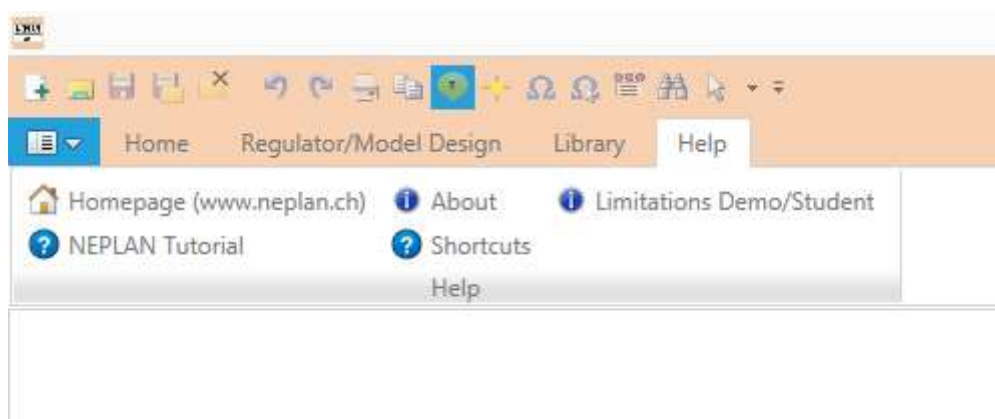 Home Regulator/Model Design Library Help
Homepage (www.neplan.ch) About Limitations Demo/Student
NEPLAN Tutorial Shortcuts
Help